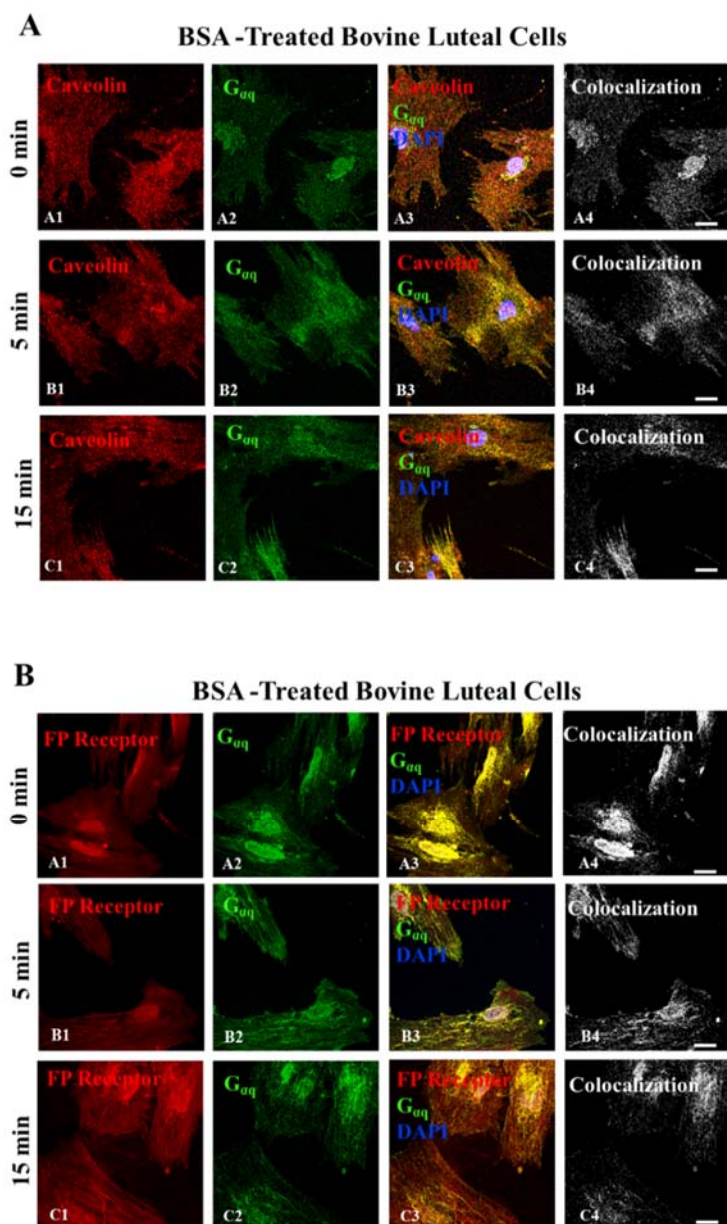 A
BSA -Treated Bovine Luteal Cells
0 min
Caveolin
A1
Gαq
A2
Caveolin
Gαq
DAPI
A3
Colocalization
A4
5 min
Caveolin
B1
Gαq
B2
Caveolin
Gαq
DAPI
B3
Colocalization
B4
15 min
Caveolin
C1
Gαq
C2
Caveolin
Gαq
DAPI
C3
Colocalization
C4
B
BSA -Treated Bovine Luteal Cells
0 min
FP Receptor
A1
Gαq
A2
FP Receptor
Gαq
DAPI
A3
Colocalization
A4
5 min
FP Receptor
B1
Gαq
B2
FP Receptor
Gαq
DAPI
B3
Colocalization
B4
15 min
FP Receptor
C1
Gαq
C2
FP Receptor
Gαq
DAPI
C3
Colocalization
C4